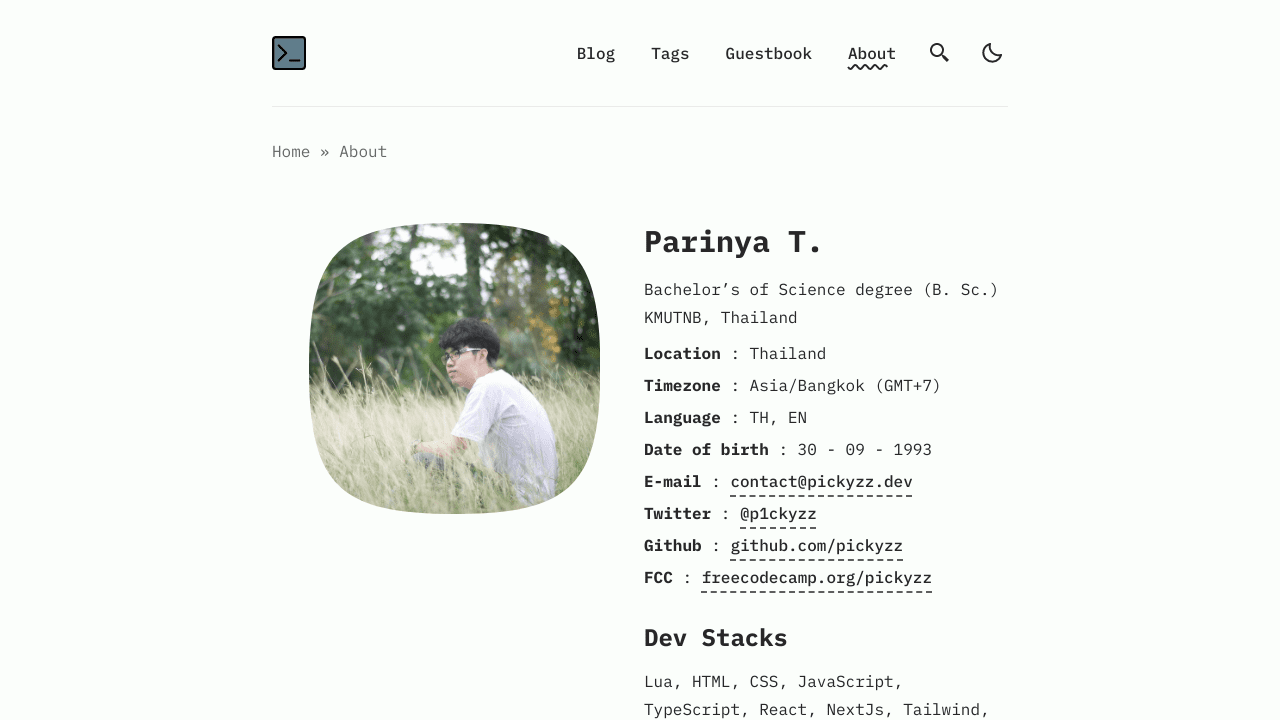 Blog Tags Guestbook About
Home » About
Parinya T.
Bachelor’s of Science degree (B. Sc.)
KMUTNB, Thailand
Location : Thailand
Timezone : Asia/Bangkok (GMT+7)
Language : TH, EN
Date of birth : 30 - 09 - 1993
E-mail : contact@pickyzz.dev
Twitter : @p1ckyzz
Github : github.com/pickyzz
FCC : freecodecamp.org/pickyzz
Dev Stacks
Lua, HTML, CSS, JavaScript,
TypeScript, React, NextJs, Tailwind,